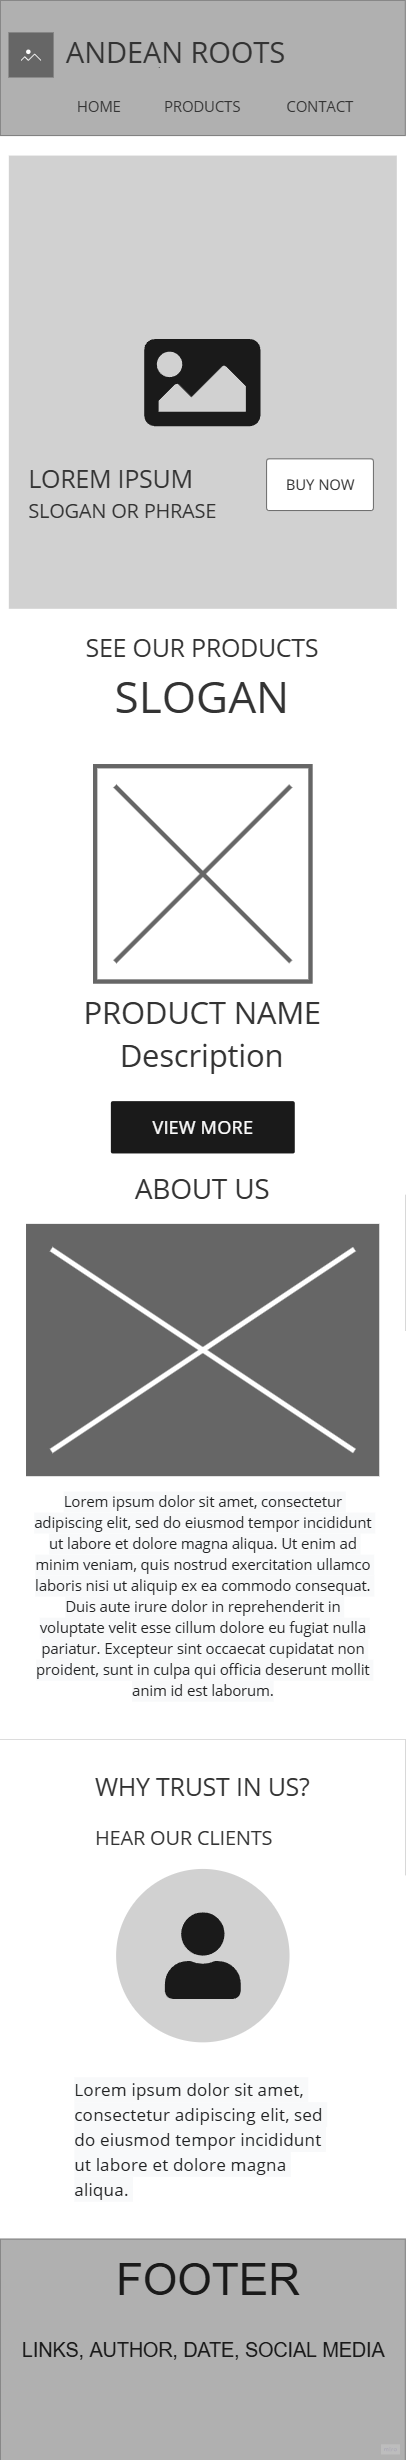 ANDEAN ROOTS
HOME PRODUCTS CONTACT
LOREM IPSUM
SLOGAN OR PHRASE
BUY NOW
SEE OUR PRODUCTS
SLOGAN
PRODUCT NAME
Description
VIEW MORE
ABOUT US
Lorem ipsum dolor sit amet, consectetur
adipiscing elit, sed do eiusmod tempor incididunt
ut labore et dolore magna aliqua. Ut enim ad
minim veniam, quis nostrud exercitation ullamco
laboris nisi ut aliquip ex ea commodo consequat.
Duis aute irure dolor in reprehenderit in
voluptate velit esse cillum dolore eu fugiat nulla
pariatur. Excepteur sint occaecat cupidatat non
proident, sunt in culpa qui officia deserunt mollit
anim id est laborum.
WHY TRUST IN US?
HEAR OUR CLIENTS
Lorem ipsum dolor sit amet,
consectetur adipiscing elit, sed
do eiusmod tempor incididunt
ut labore et dolore magna
aliqua.
FOOTER
LINKS, AUTHOR, DATE, SOCIAL MEDIA